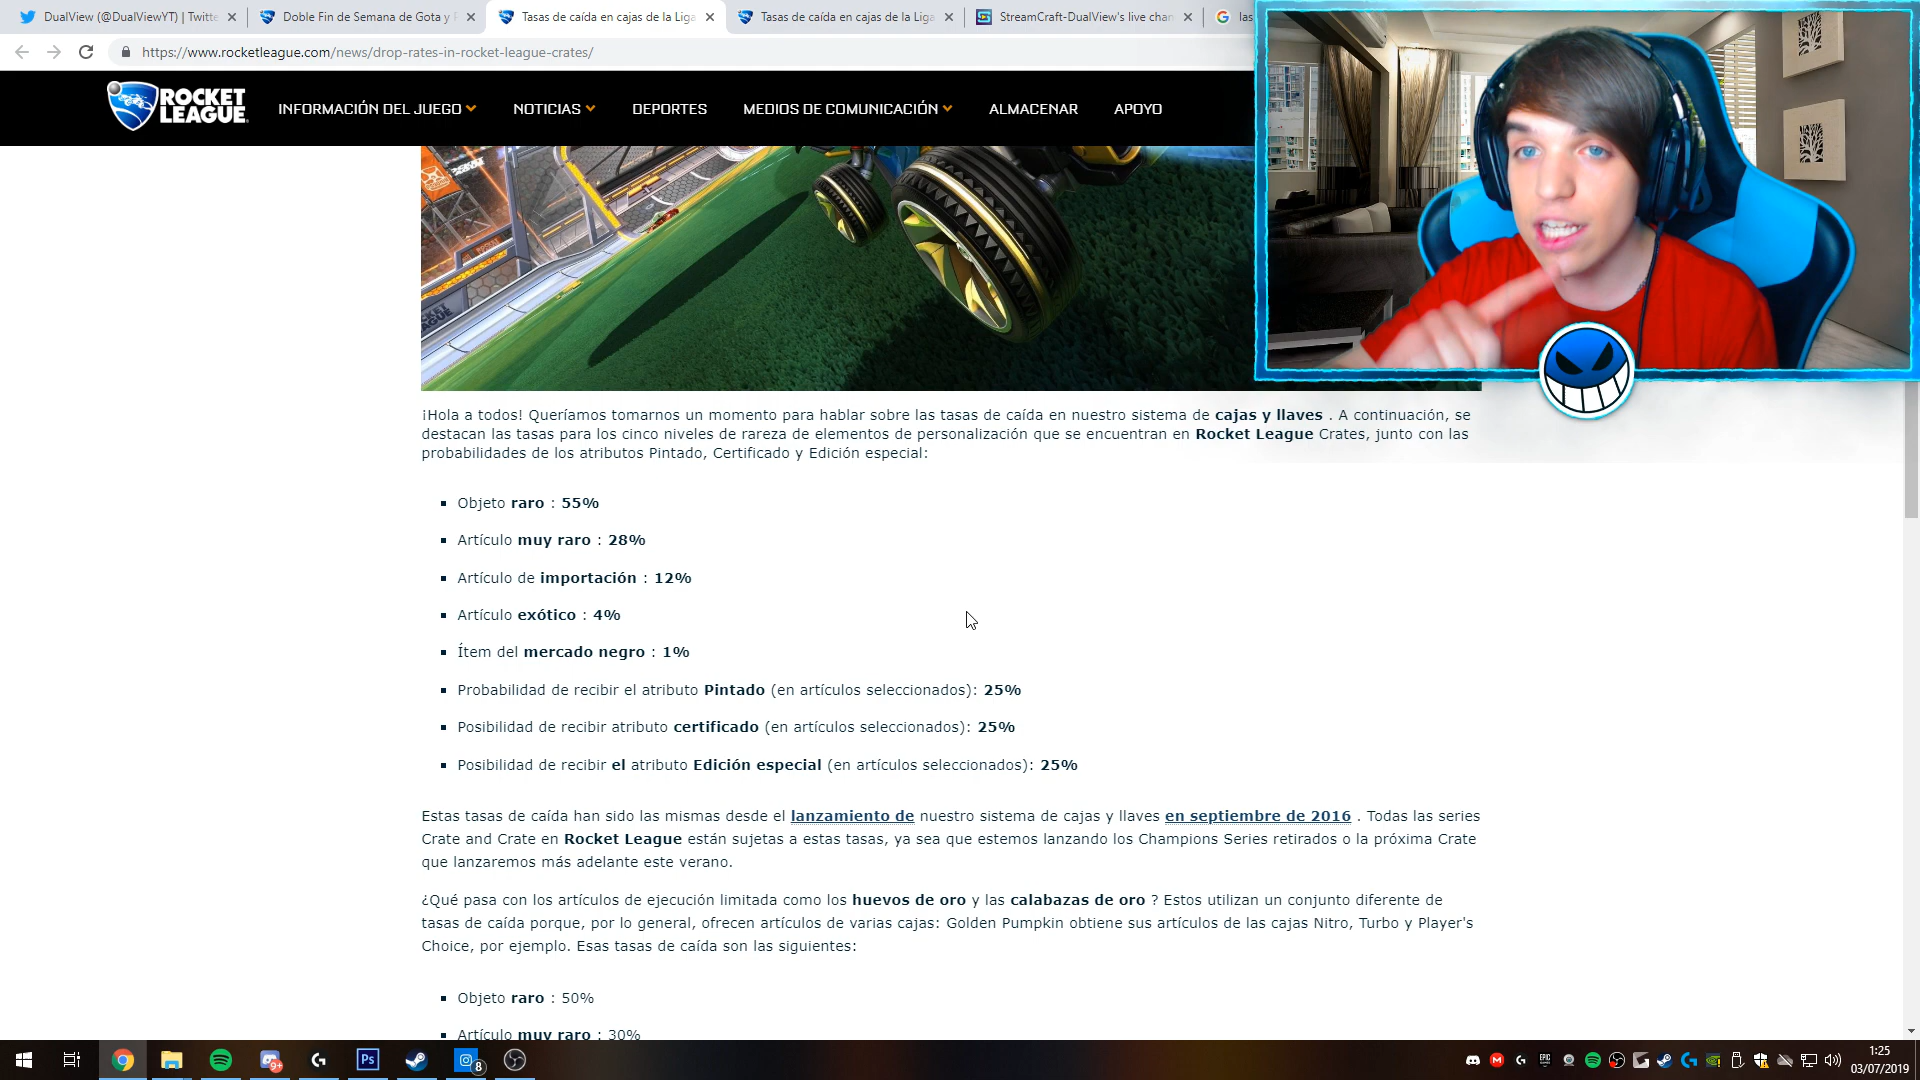 DualView (@DualViewYT) | Twitte
Doble Fin de Semana de Gota y
Tasas de caída en cajas de la Liga
Tasas de caída en cajas de la Liga
StreamCraft-DualView's live chan
las
https://www.rocketleague.com/news/drop-rates-in-rocket-league-crates/
ROCKET LEAGUE
INFORMACIÓN DEL JUEGO
NOTICIAS
DEPORTES
MEDIOS DE COMUNICACIÓN
ALMACENAR
APOYO
¡Hola a todos! Queríamos tomarnos un momento para hablar sobre las tasas de caída en nuestro sistema de cajas y llaves . A continuación, se
destacan las tasas para los cinco niveles de rareza de elementos de personalización que se encuentran en Rocket League Crates, junto con las
probabilidades de los atributos Pintado, Certificado y Edición especial:
Objeto raro : 55%
Artículo muy raro : 28%
Artículo de importación : 12%
Artículo exótico : 4%
Ítem del mercado negro : 1%
Probabilidad de recibir el atributo Pintado (en artículos seleccionados): 25%
Posibilidad de recibir atributo certificado (en artículos seleccionados): 25%
Posibilidad de recibir el atributo Edición especial (en artículos seleccionados): 25%
Estas tasas de caída han sido las mismas desde el lanzamiento de nuestro sistema de cajas y llaves en septiembre de 2016 . Todas las series
Crate and Crate en Rocket League están sujetas a estas tasas, ya sea que estemos lanzando los Champions Series retirados o la próxima Crate
que lanzaremos más adelante este verano.
¿Qué pasa con los artículos de ejecución limitada como los huevos de oro y las calabazas de oro ? Estos utilizan un conjunto diferente de
tasas de caída porque, por lo general, ofrecen artículos de varias cajas: Golden Pumpkin obtiene sus artículos de las cajas Nitro, Turbo y Player's
Choice, por ejemplo. Esas tasas de caída son las siguientes:
Objeto raro : 50%
Artículo muy raro : 30%
9+
Ps
8
1:25
03/07/2019